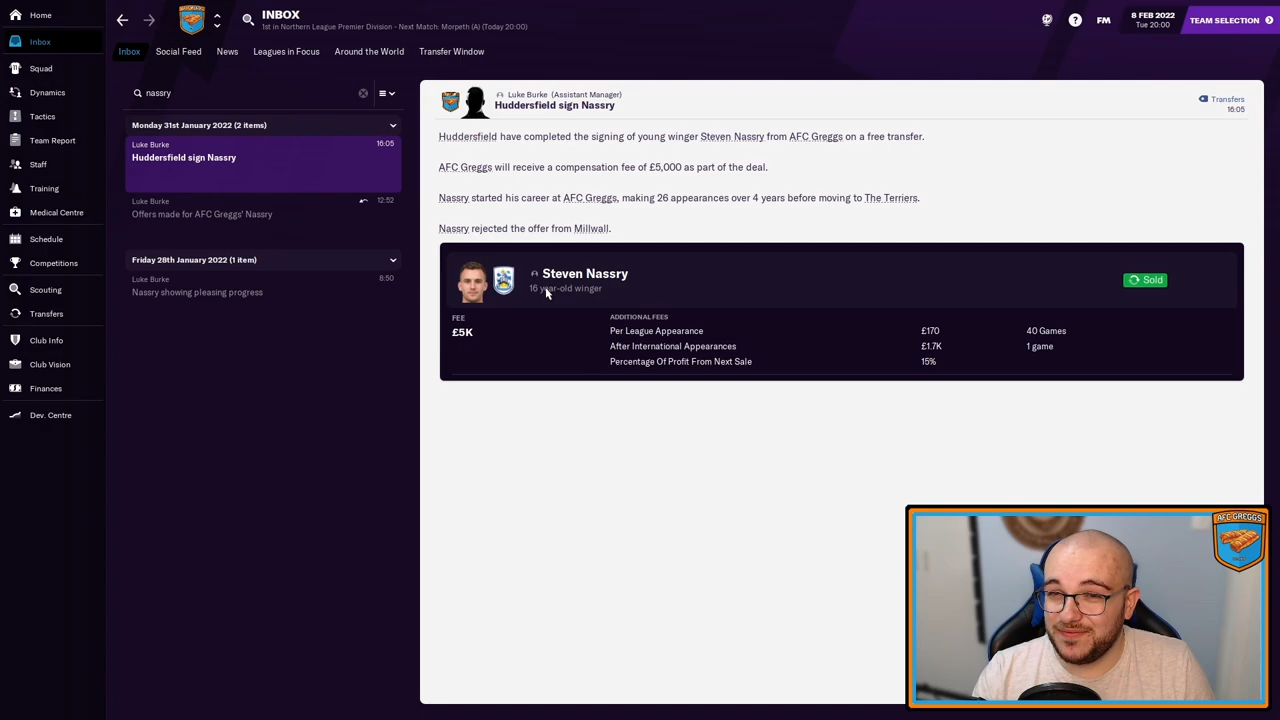 Home
Inbox
Squad
Dynamics
Tactics
Team Report
Staff
Training
Medical Centre
Schedule
Competitions
Scouting
Transfers
Club Info
Club Vision
Finances
Dev. Centre
INBOX
1st in Northern League Premier Division - Next Match: Morpeth (A) (Today 20:00)
FM
8 FEB 2022
Tue 20:00
TEAM SELECTION
Inbox
Social Feed
News
Leagues in Focus
Around the World
Transfer Window
nassry
Monday 31st January 2022 (2 items)
Luke Burke 16:05
Huddersfield sign Nassry
Luke Burke 12:52
Offers made for AFC Greggs' Nassry
Friday 28th January 2022 (1 item)
Luke Burke 8:50
Nassry showing pleasing progress
Luke Burke (Assistant Manager)
Huddersfield sign Nassry
Transfers
16:05
Huddersfield have completed the signing of young winger Steven Nassry from AFC Greggs on a free transfer.
AFC Greggs will receive a compensation fee of £5,000 as part of the deal.
Nassry started his career at AFC Greggs, making 26 appearances over 4 years before moving to The Terriers.
Nassry rejected the offer from Millwall.
Steven Nassry
16 year-old winger
Sold
FEE
£5K
ADDITIONAL FEES
Per League Appearance £170 40 Games
After International Appearances £1.7K 1 game
Percentage Of Profit From Next Sale 15%
AFC GREGGS